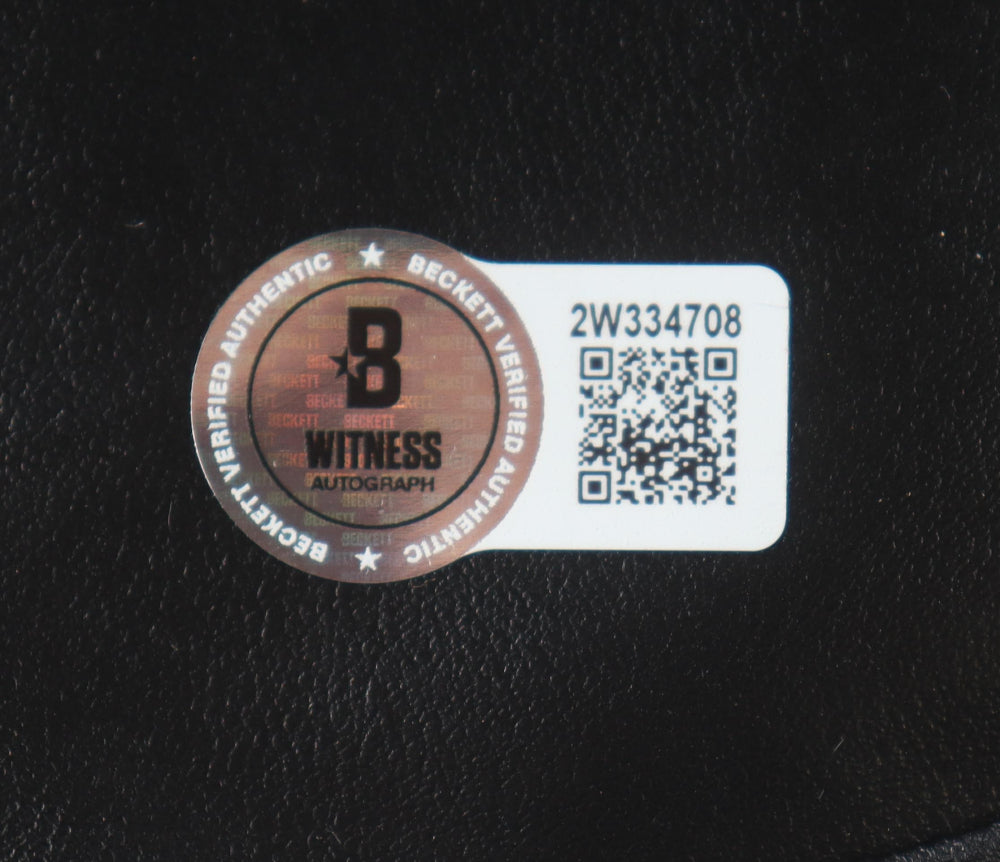 BECKETT VERIFIED AUTHENTIC
BECKETT VERIFIED AUTHENTIC
B
WITNESS
AUTOGRAPH
2W334708